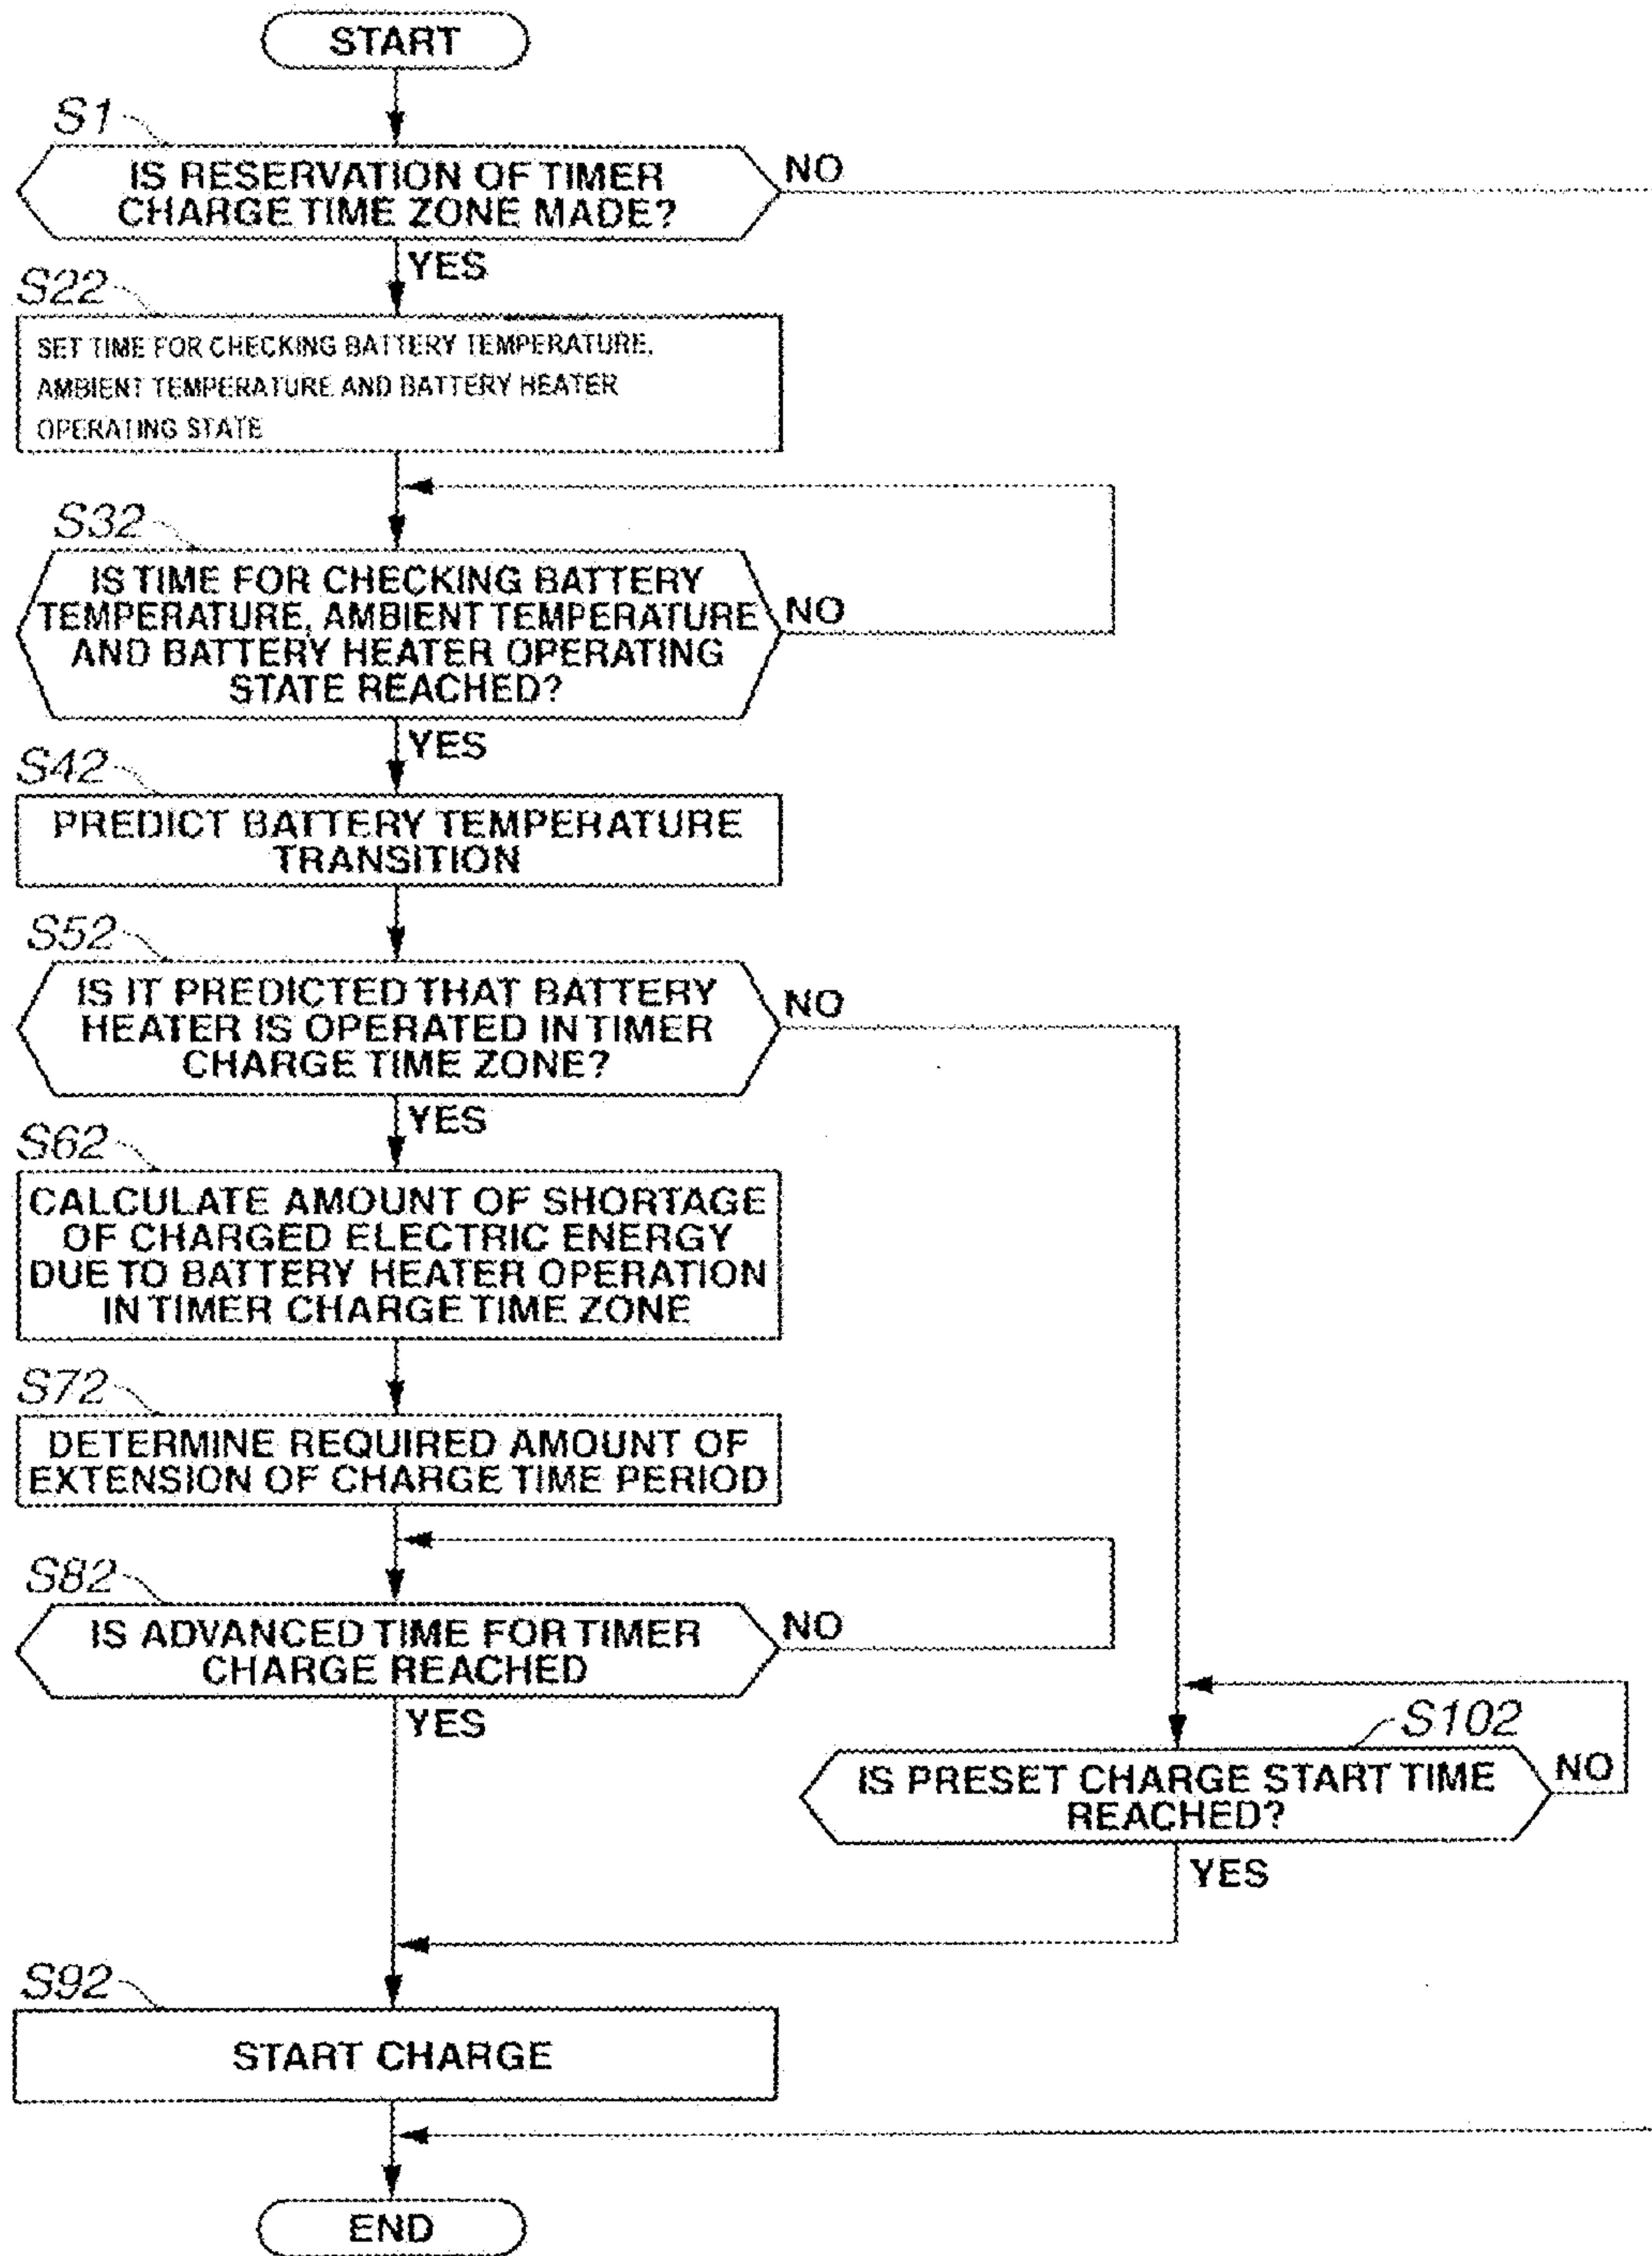 START
S1
IS RESERVATION OF TIMER
CHARGE TIME ZONE MADE?
NO
YES
S22
SET TIME FOR CHECKING BATTERY TEMPERATURE,
AMBIENT TEMPERATURE AND BATTERY HEATER
OPERATING STATE
S32
IS TIME FOR CHECKING BATTERY
TEMPERATURE, AMBIENT TEMPERATURE
AND BATTERY HEATER OPERATING
STATE REACHED?
NO
YES
S42
PREDICT BATTERY TEMPERATURE
TRANSITION
S52
IS IT PREDICTED THAT BATTERY
HEATER IS OPERATED IN TIMER
CHARGE TIME ZONE?
NO
YES
S62
CALCULATE AMOUNT OF SHORTAGE
OF CHARGED ELECTRIC ENERGY
DUE TO BATTERY HEATER OPERATION
IN TIMER CHARGE TIME ZONE
S72
DETERMINE REQUIRED AMOUNT OF
EXTENSION OF CHARGE TIME PERIOD
S82
IS ADVANCED TIME FOR TIMER
CHARGE REACHED
NO
YES
S102
IS PRESET CHARGE START TIME
REACHED?
NO
YES
S92
START CHARGE
END